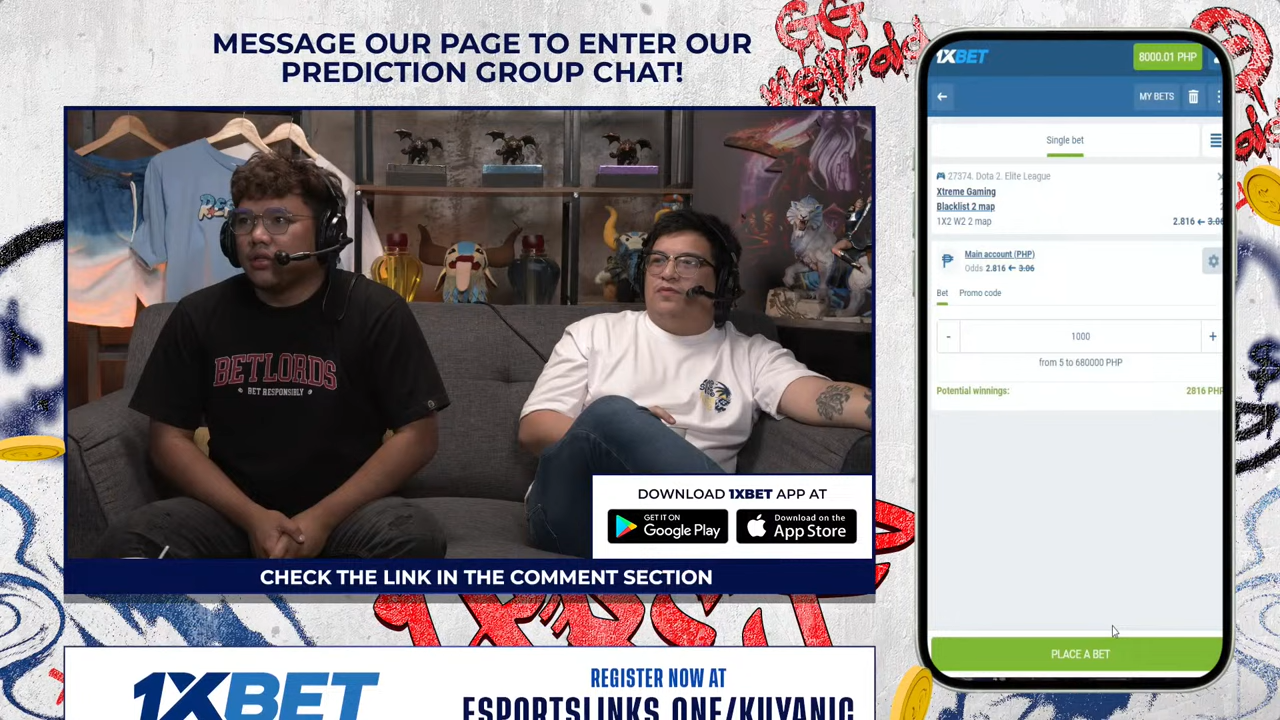 MESSAGE OUR PAGE TO ENTER OUR
PREDICTION GROUP CHAT!
BETLORDS
BET RESPONSIBLY
DOWNLOAD 1XBET APP AT
GET IT ON
Google Play
Download on the
App Store
CHECK THE LINK IN THE COMMENT SECTION
1XBET
REGISTER NOW AT
ESPORTSLINKS.ONE/KUYANIC
1XBET
8000.01 PHP
MY BETS
Single bet
27374. Dota 2. Elite League
Xtreme Gaming
Blacklist 2 map
1X2 W2 2 map
2.816 ← 3.06
Main account (PHP)
Odds 2.816 ← 3.06
Bet Promo code
- 1000 +
from 5 to 680000 PHP
Potential winnings: 2816 PHP
PLACE A BET